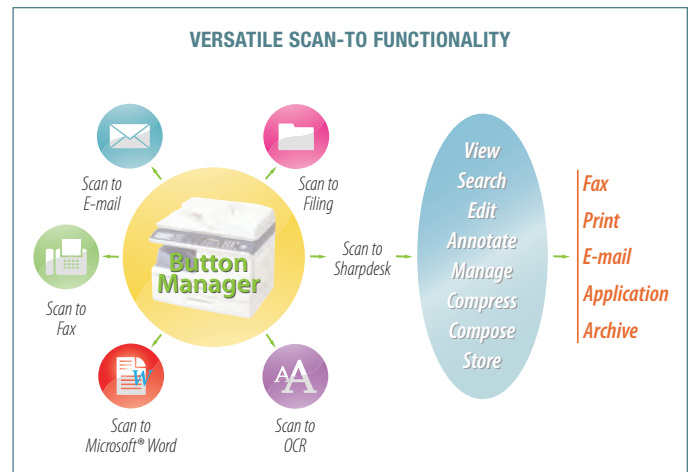 VERSATILE SCAN-TO FUNCTIONALITY
Scan to
E-mail
Scan to
Filing
Scan to
Fax
Button
Manager
Scan to
Sharpdesk
Scan to
Microsoft® Word
Scan to
OCR
View
Search
Edit
Annotate
Manage
Compress
Compose
Store
Fax
Print
E-mail
Application
Archive
W
AA